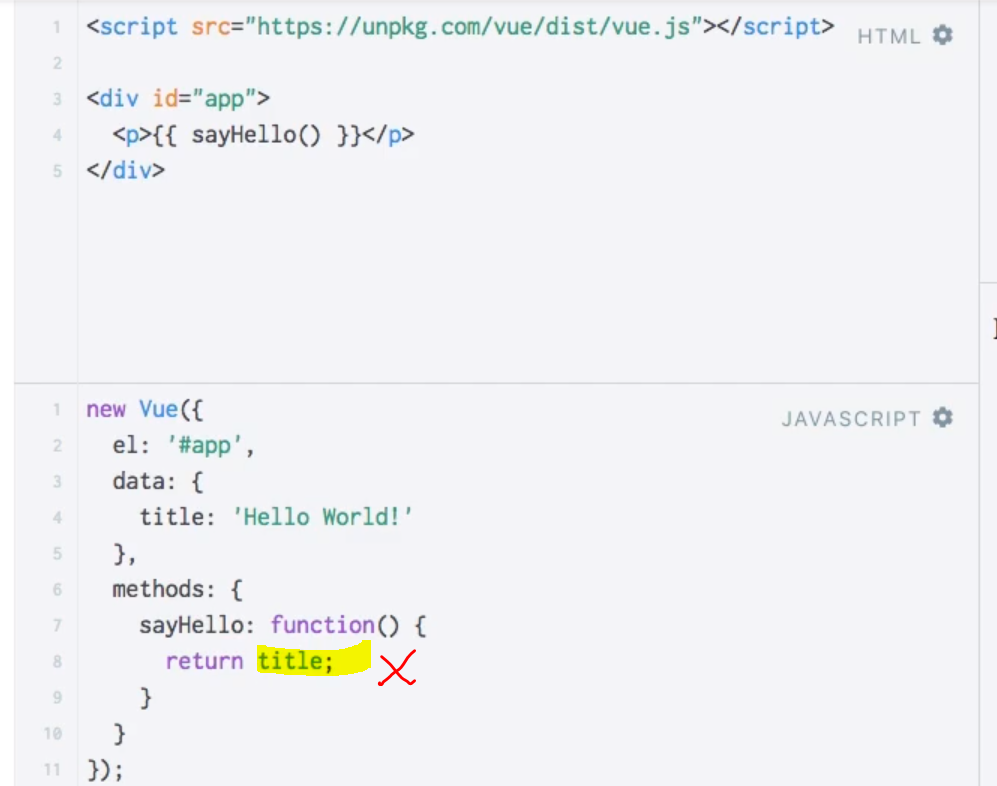 1 <script src="https://unpkg.com/vue/dist/vue.js"></script>
HTML
2
3 <div id="app">
4   <p>{{ sayHello() }}</p>
5 </div>
1 new Vue({
JAVASCRIPT
2   el: '#app',
3   data: {
4     title: 'Hello World!'
5   },
6   methods: {
7     sayHello: function() {
8       return title;
9     }
10   }
11 });